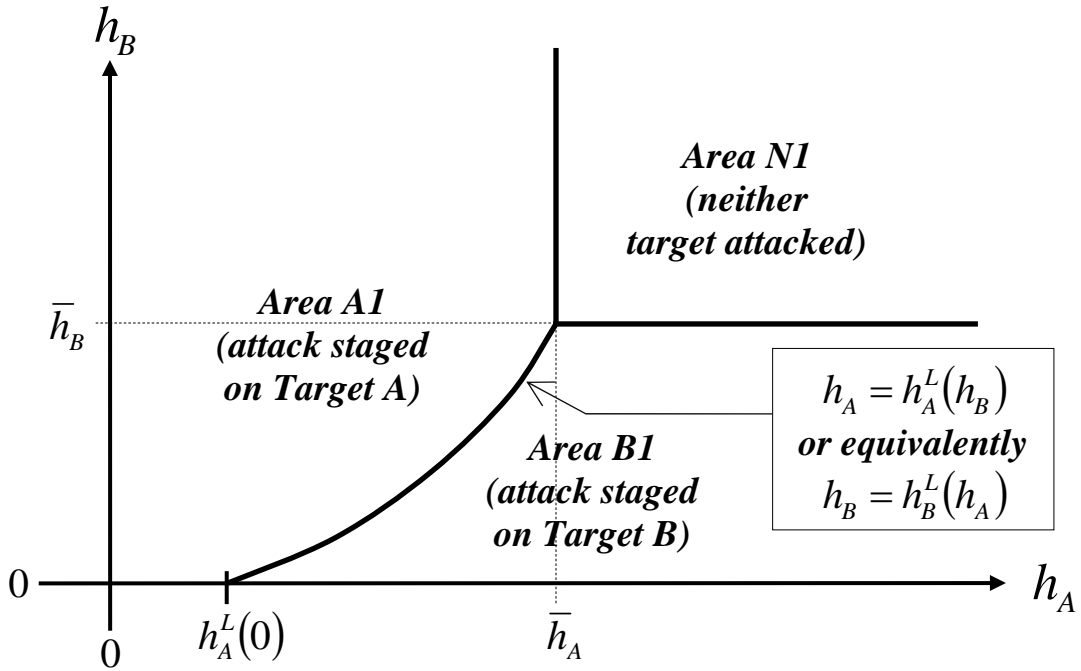 h_B
Area N1
(neither
target attacked)
Area A1
(attack staged
on Target A)
h̅_B
h_A = h_A^L(h_B)
or equivalently
h_B = h_B^L(h_A)
Area B1
(attack staged
on Target B)
0
h_A
h_A^L(0)
h̅_A
0